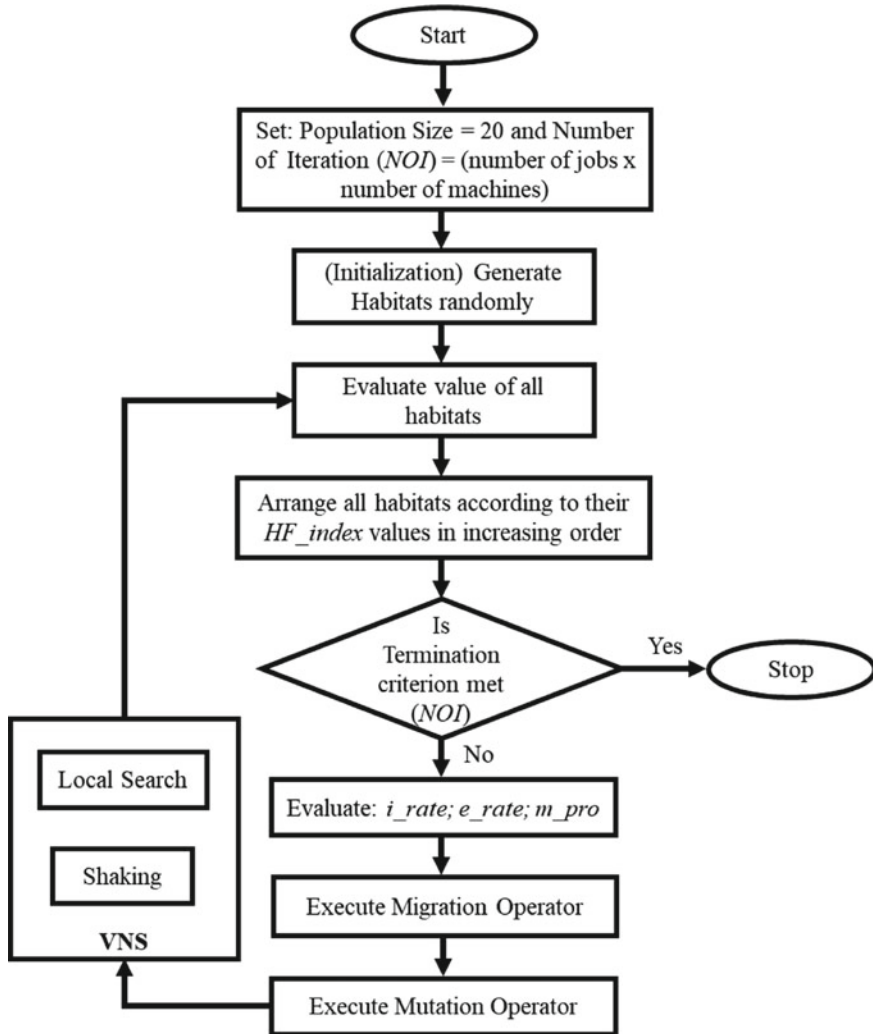 Start
Set: Population Size = 20 and Number
of Iteration (NOI) = (number of jobs x
number of machines)
(Initialization) Generate
Habitats randomly
Evaluate value of all
habitats
Arrange all habitats according to their
HF_index values in increasing order
Is
Termination
criterion met
(NOI)
Yes
Stop
No
Evaluate: i_rate; e_rate; m_pro
Execute Migration Operator
Execute Mutation Operator
Local Search
Shaking
VNS